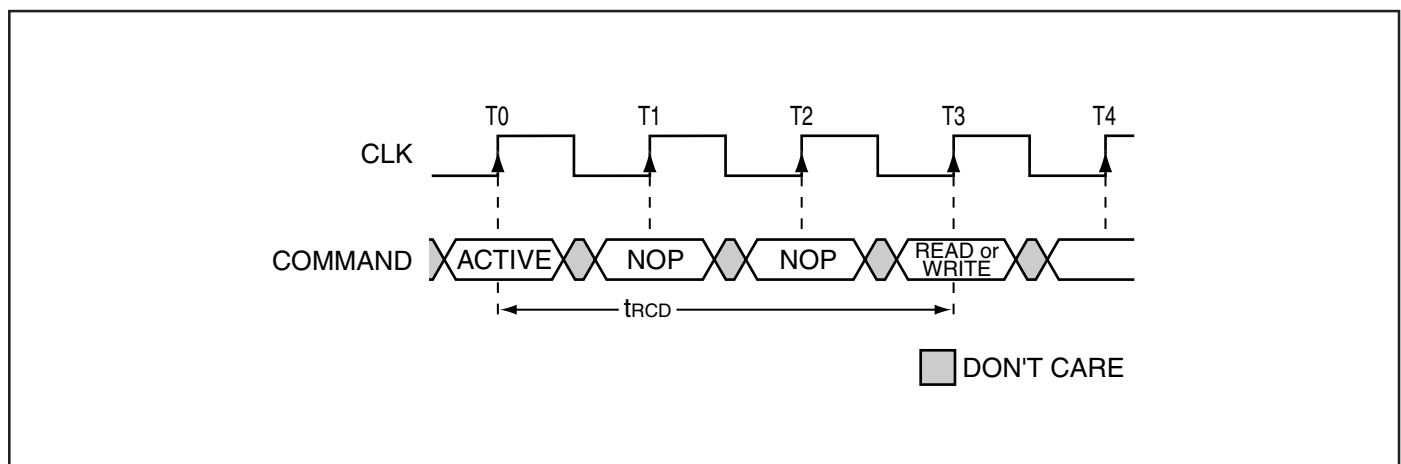 T0 T1 T2 T3 T4
CLK
COMMAND ACTIVE NOP NOP READ or
WRITE
tRCD
DON'T CARE